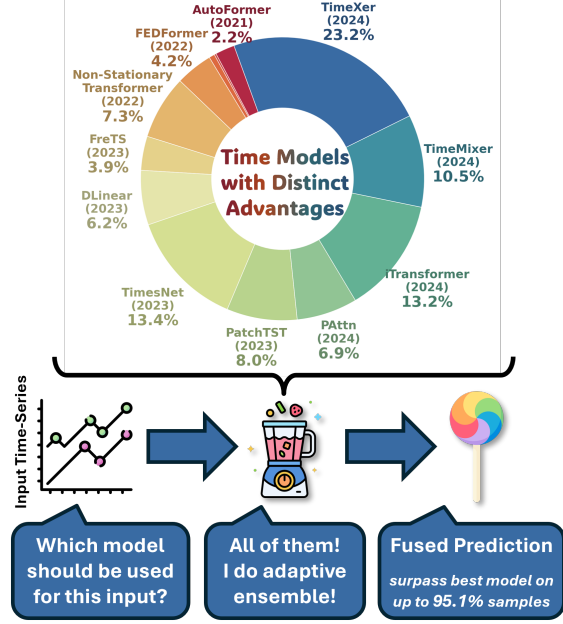 AutoFormer
(2021)
2.2%
TimeXer
(2024)
23.2%
FEDFormer
(2022)
4.2%
Non-Stationary
Transformer
(2022)
7.3%
FreTS
(2023)
3.9%
DLinear
(2023)
6.2%
TimesNet
(2023)
13.4%
PatchTST
(2023)
8.0%
PAttn
(2024)
6.9%
iTransformer
(2024)
13.2%
TimeMixer
(2024)
10.5%
Time Models
with Distinct
Advantages
Input Time-Series
Which model
should be used
for this input?
All of them!
I do adaptive
ensemble!
Fused Prediction
surpass best model on
up to 95.1% samples